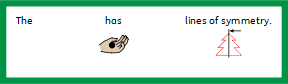 The has lines of symmetry.